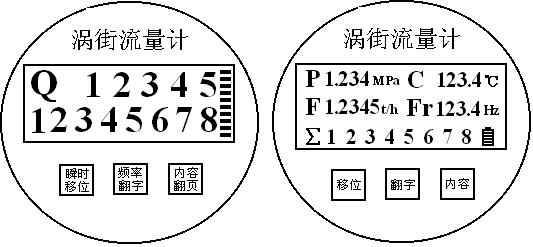 涡街流量计
Q 12345
12345678
瞬时
移位
频率
翻字
内容
翻页
涡街流量计
P 1.234 MPa C 123.4℃
F 1.2345 t/h Fr 123.4 Hz
Σ 1 2 3 4 5 6 7 8
移位
翻字
内容